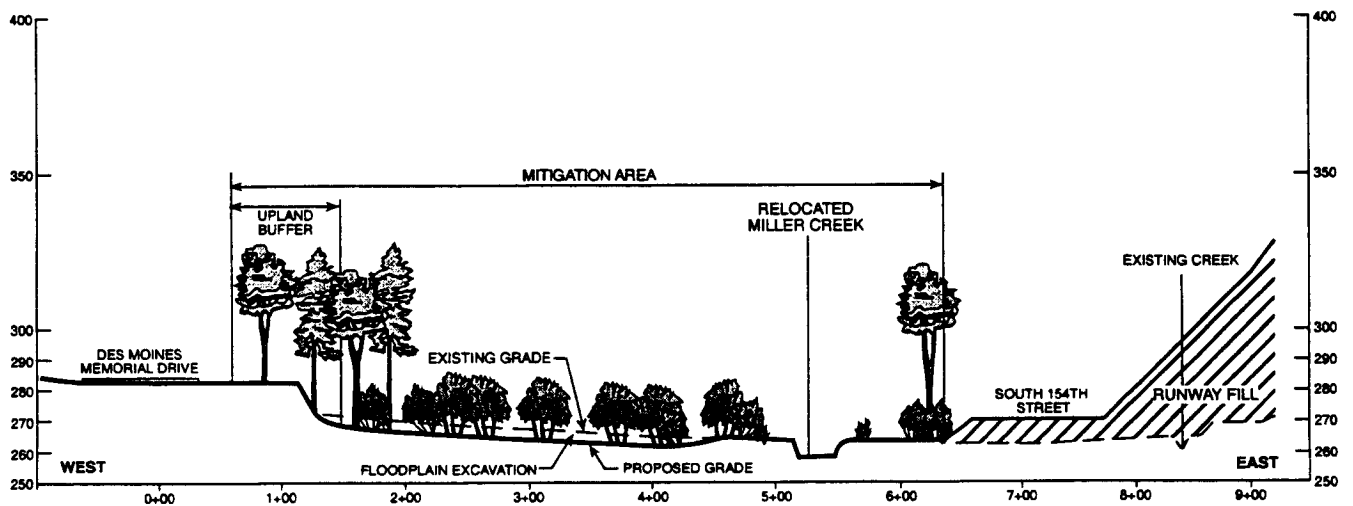 400
400
350
350
MITIGATION AREA
UPLAND
BUFFER
RELOCATED
MILLER CREEK
EXISTING CREEK
300
290
280
270
260
250
300
290
280
270
260
250
DES MOINES
MEMORIAL DRIVE
EXISTING GRADE
SOUTH 154TH
STREET
RUNWAY FILL
FLOODPLAIN EXCAVATION
PROPOSED GRADE
WEST
EAST
0+00
1+00
2+00
3+00
4+00
5+00
6+00
7+00
8+00
9+00